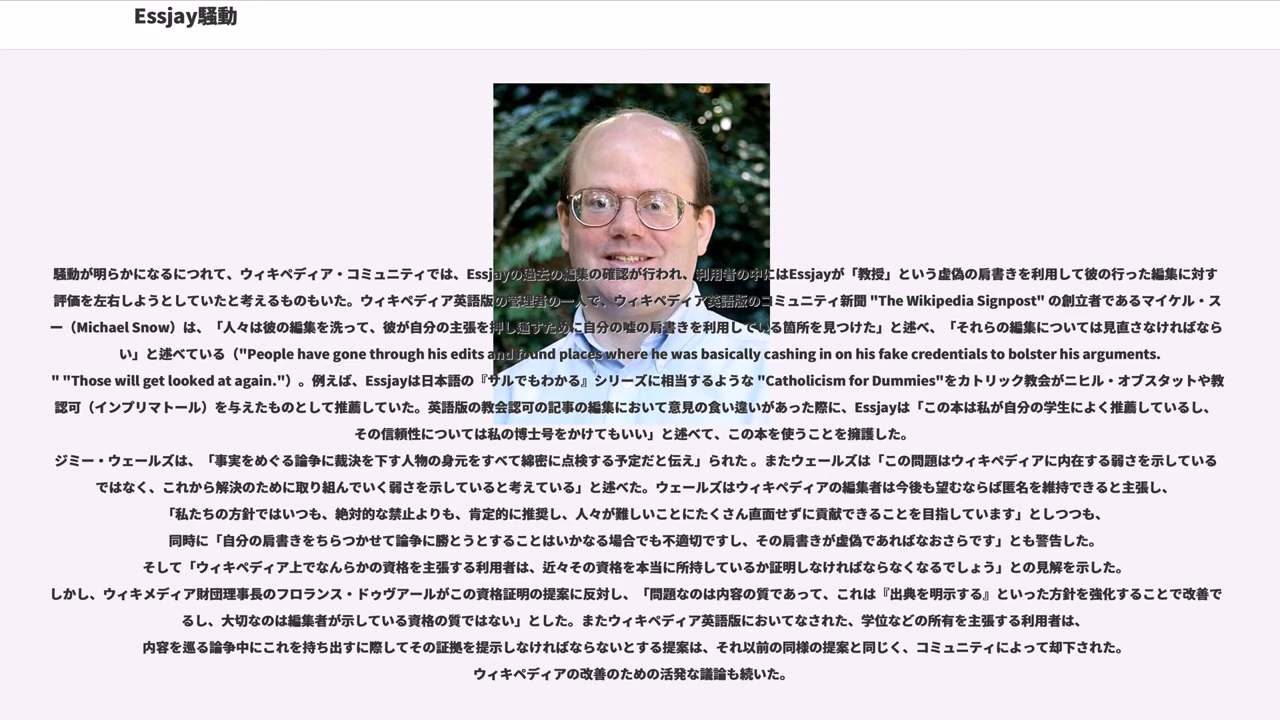 Essjay騒動
騒動が明らかになるにつれて、ウィキペディア・コミュニティでは、Essjayの過去の編集の確認が行われ、利用者の中にはEssjayが「教授」という虚偽の肩書きを利用して彼の行った編集に対す
評価を左右しようとしていたと考えるものもいた。ウィキペディア英語版の管理者の一人で、ウィキペディア英語版のコミュニティ新聞 "The Wikipedia Signpost" の創立者であるマイケル・ス
ー（Michael Snow）は、「人々は彼の編集を洗って、彼が自分の主張を押し通すために自分の嘘の肩書きを利用している箇所を見つけた」と述べ、「それらの編集については見直さなければなら
い」と述べている（"People have gone through his edits and found places where he was basically cashing in on his fake credentials to bolster his arguments.
" "Those will get looked at again."）。例えば、Essjayは日本語の『サルでもわかる』シリーズに相当するような "Catholicism for Dummies"をカトリック教会がニヒル・オブスタットや教
認可（インプリマトール）を与えたものとして推薦していた。英語版の教会認可の記事の編集において意見の食い違いがあった際に、Essjayは「この本は私が自分の学生によく推薦しているし、
その信頼性については私の博士号をかけてもいい」と述べて、この本を使うことを擁護した。
ジミー・ウェールズは、「事実をめぐる論争に裁決を下す人物の身元をすべて綿密に点検する予定だと伝え」られた 。またウェールズは「この問題はウィキペディアに内在する弱さを示している
ではなく、これから解決のために取り組んでいく弱さを示していると考えている」と述べた。ウェールズはウィキペディアの編集者は今後も望むならば匿名を維持できると主張し、
「私たちの方針ではいつも、絶対的な禁止よりも、肯定的に推奨し、人々が難しいことにたくさん直面せずに貢献できることを目指しています」としつつも、
同時に「自分の肩書きをちらつかせて論争に勝とうとすることはいかなる場合でも不適切ですし、その肩書きが虚偽であればなおさらです」とも警告した。
そして「ウィキペディア上でなんらかの資格を主張する利用者は、近々その資格を本当に所持しているか証明しなければならなくなるでしょう」との見解を示した。
しかし、ウィキメディア財団理事長のフロランス・ドゥヴアールがこの資格証明の提案に反対し、「問題なのは内容の質であって、これは『出典を明示する』といった方針を強化することで改善で
るし、大切なのは編集者が示している資格の質ではない」とした。またウィキペディア英語版においてなされた、学位などの所有を主張する利用者は、
内容を巡る論争中にこれを持ち出すに際してその証拠を提示しなければならないとする提案は、それ以前の同様の提案と同じく、コミュニティによって却下された。
ウィキペディアの改善のための活発な議論も続いた。